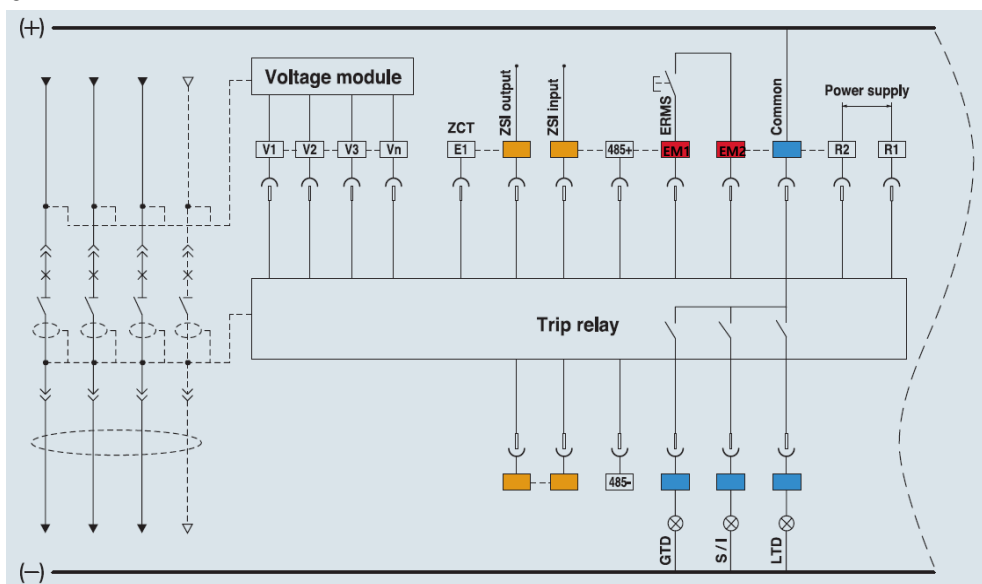 (+)
Voltage module
ZSI output
ZSI input
ERMS
Common
Power supply
ZCT
V1
V2
V3
Vn
E1
485+
EM1
EM2
R2
R1
Trip relay
485-
GTD
S / I
LTD
(−)